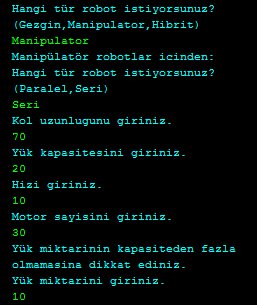 Hangi tür robot istiyorsunuz?
(Gezgin,Manipulator,Hibrit)
Manipulator
Manipülatör robotlar icinden:
Hangi tür robot istiyorsunuz?
(Paralel,Seri)
Seri
Kol uzunlugunu giriniz.
70
Yük kapasitesini giriniz.
20
Hizi giriniz.
10
Motor sayisini giriniz.
30
Yük miktarinin kapasiteden fazla
olmamasina dikkat ediniz.
Yük miktarini giriniz.
10